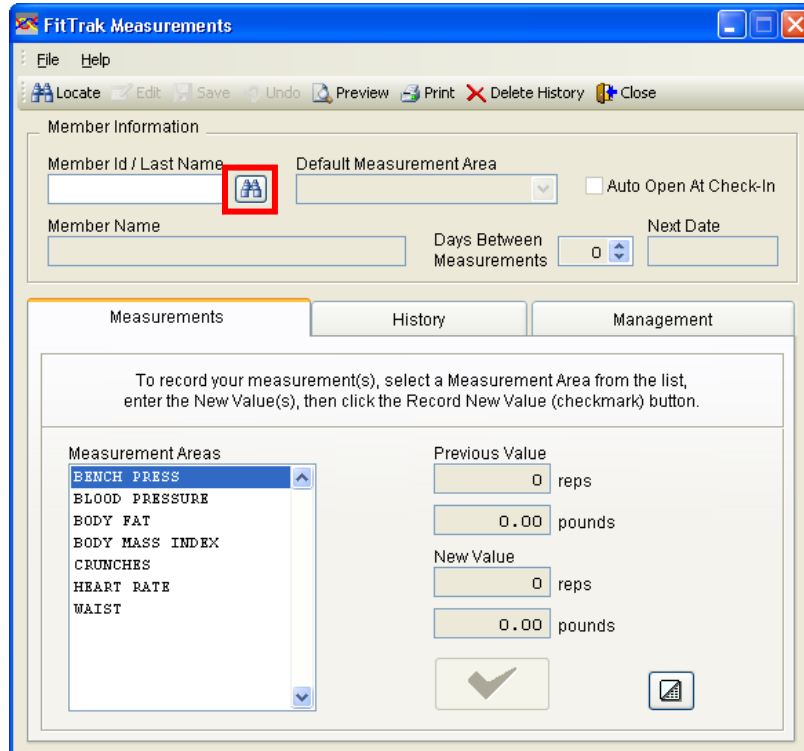 FitTrak Measurements
File Help
Locate Edit Save Undo Preview Print Delete History Close
Member Information
Member Id / Last Name Default Measurement Area
Auto Open At Check-In
Member Name Days Between Measurements 0 Next Date
Measurements History Management
To record your measurement(s), select a Measurement Area from the list,
enter the New Value(s), then click the Record New Value (checkmark) button.
Measurement Areas
BENCH PRESS
BLOOD PRESSURE
BODY FAT
BODY MASS INDEX
CRUNCHES
HEART RATE
WAIST
Previous Value
0 reps
0.00 pounds
New Value
0 reps
0.00 pounds